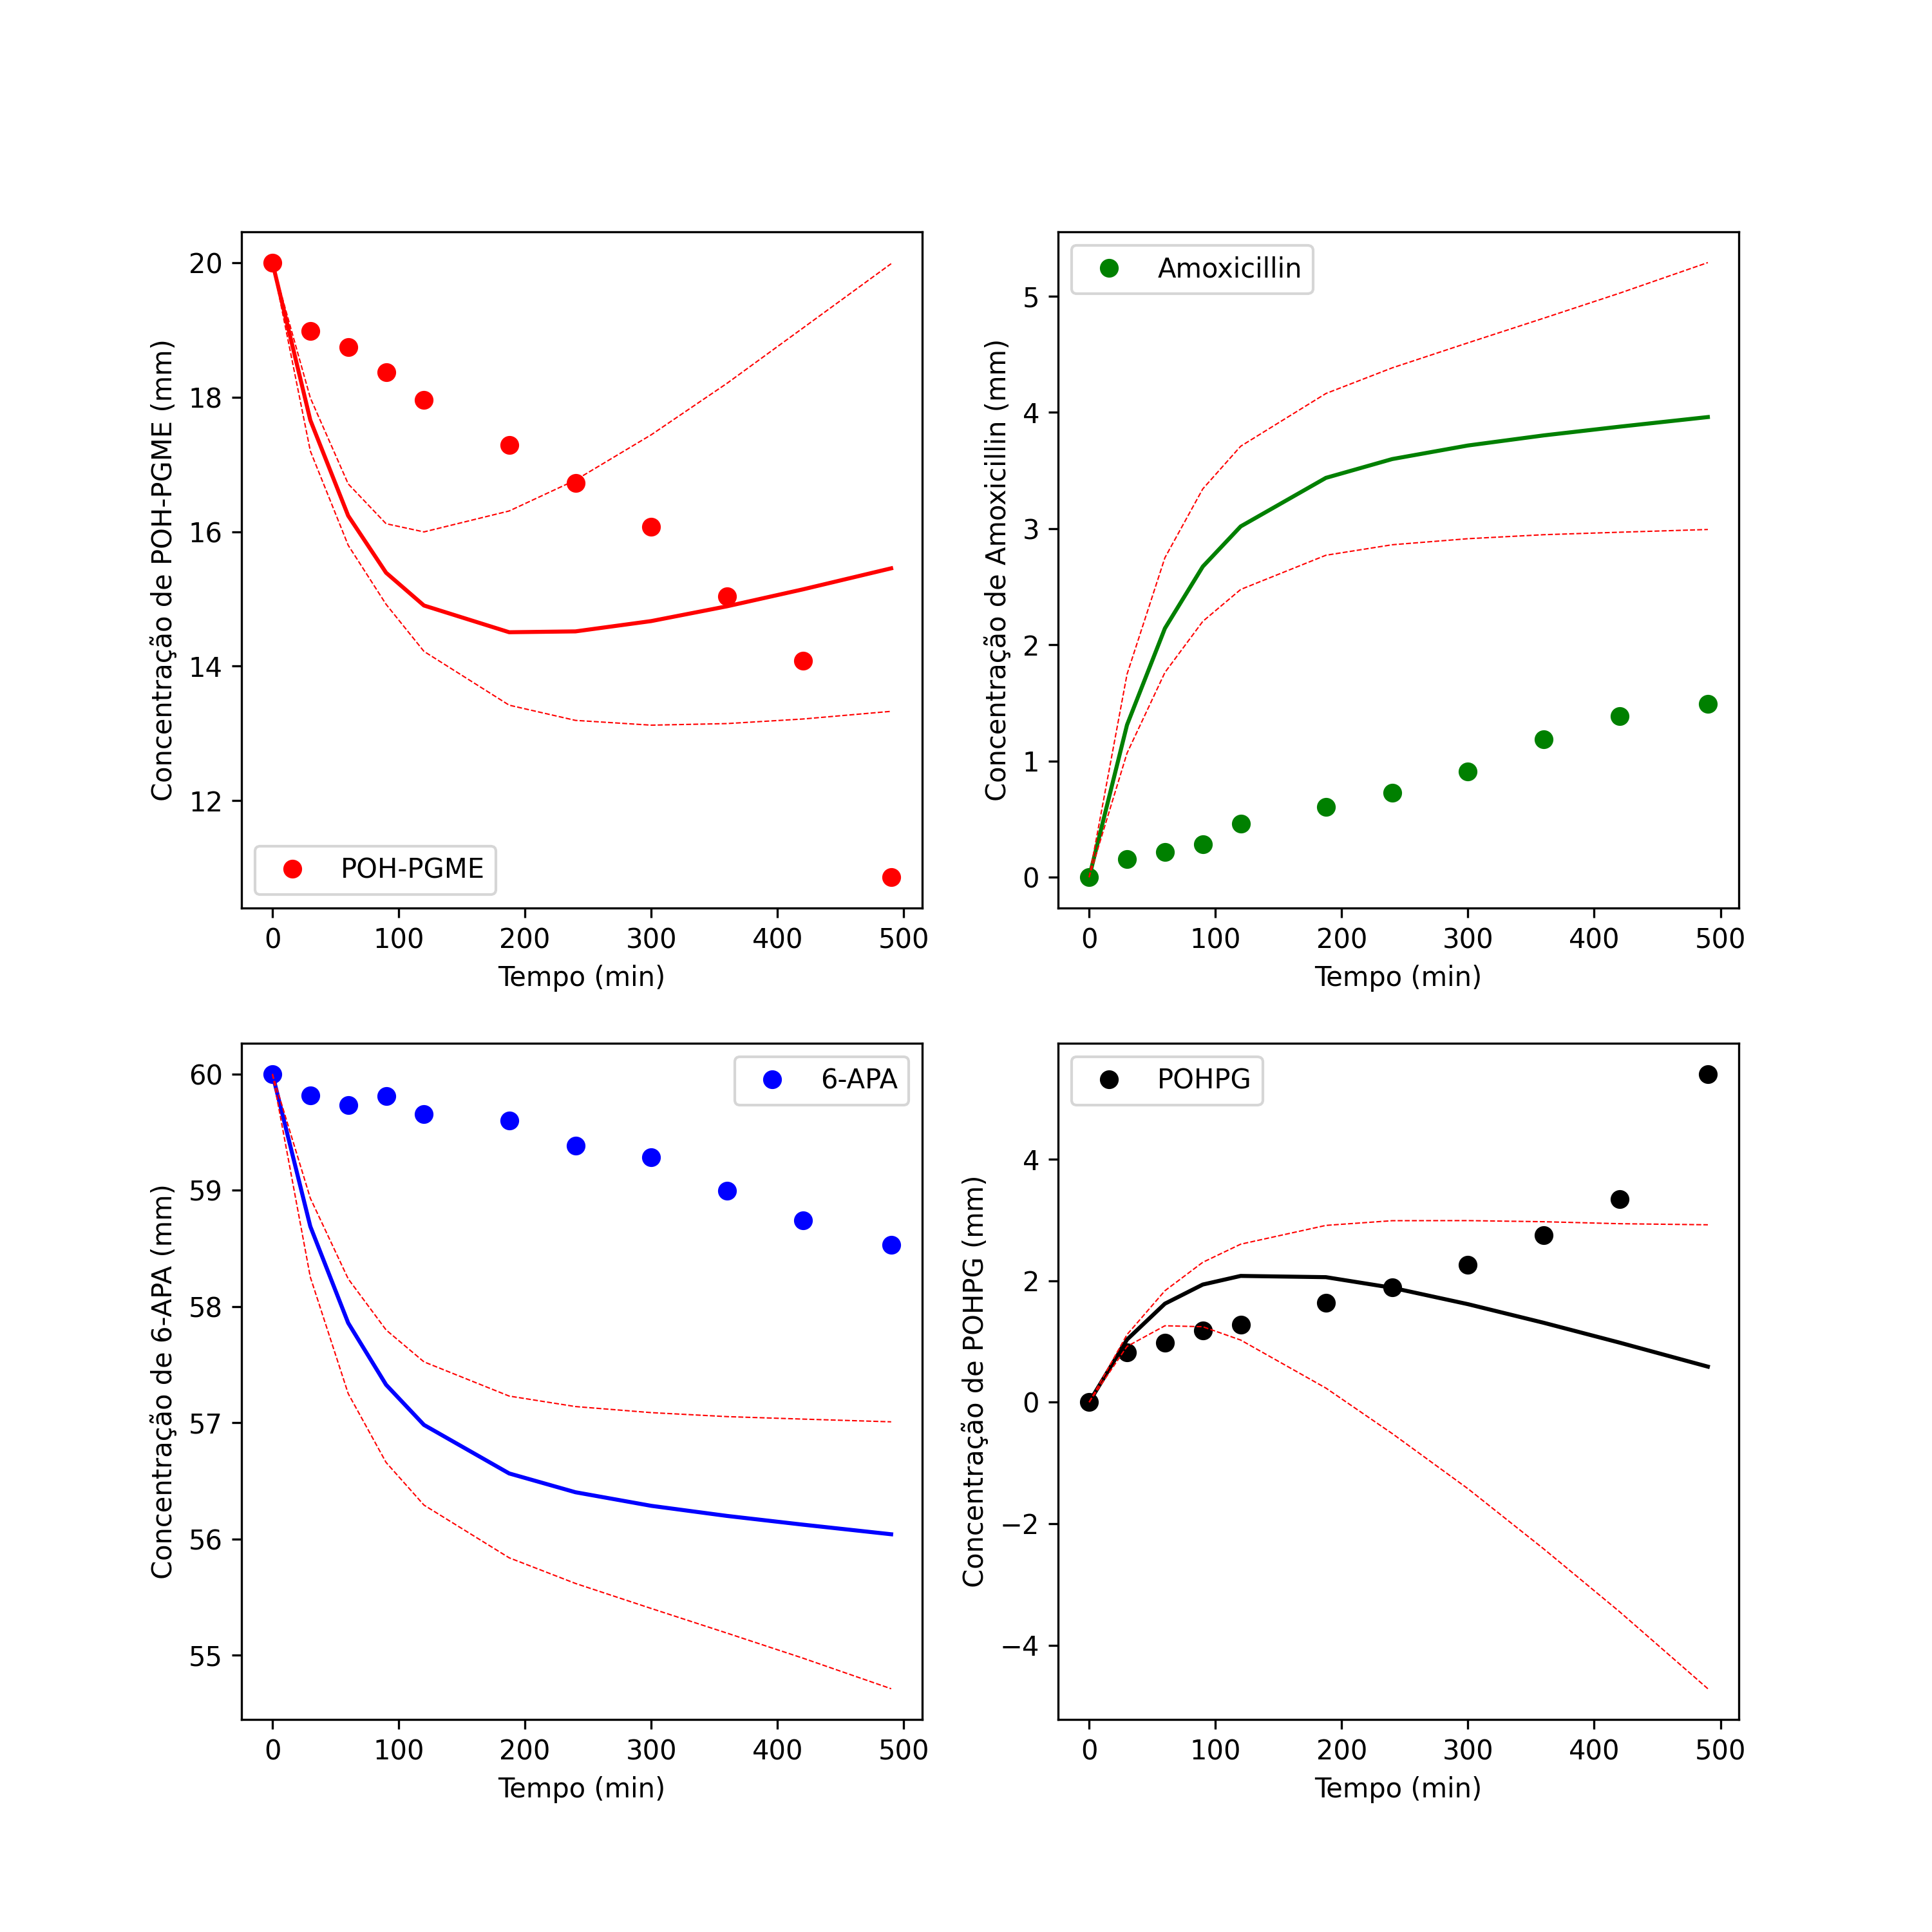 Concentração de POH-PGME (mm)
20
18
16
14
12
POH-PGME
0 100 200 300 400 500
Tempo (min)
Concentração de Amoxicillin (mm)
5
4
3
2
1
0
Amoxicillin
0 100 200 300 400 500
Tempo (min)
Concentração de 6-APA (mm)
60
59
58
57
56
55
6-APA
0 100 200 300 400 500
Tempo (min)
Concentração de POHPG (mm)
4
2
0
−2
−4
POHPG
0 100 200 300 400 500
Tempo (min)